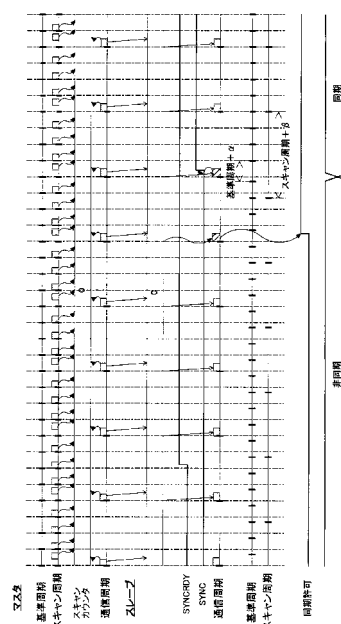 マスタ
基準周期
スキャン周期
スキャン
カウンタ
通信周期
スレーブ
SYNCRDY
SYNC
通信周期
基準周期
スキャン周期
同期許可
0
0
基準周期+α
スキャン周期+β
非同期
同期